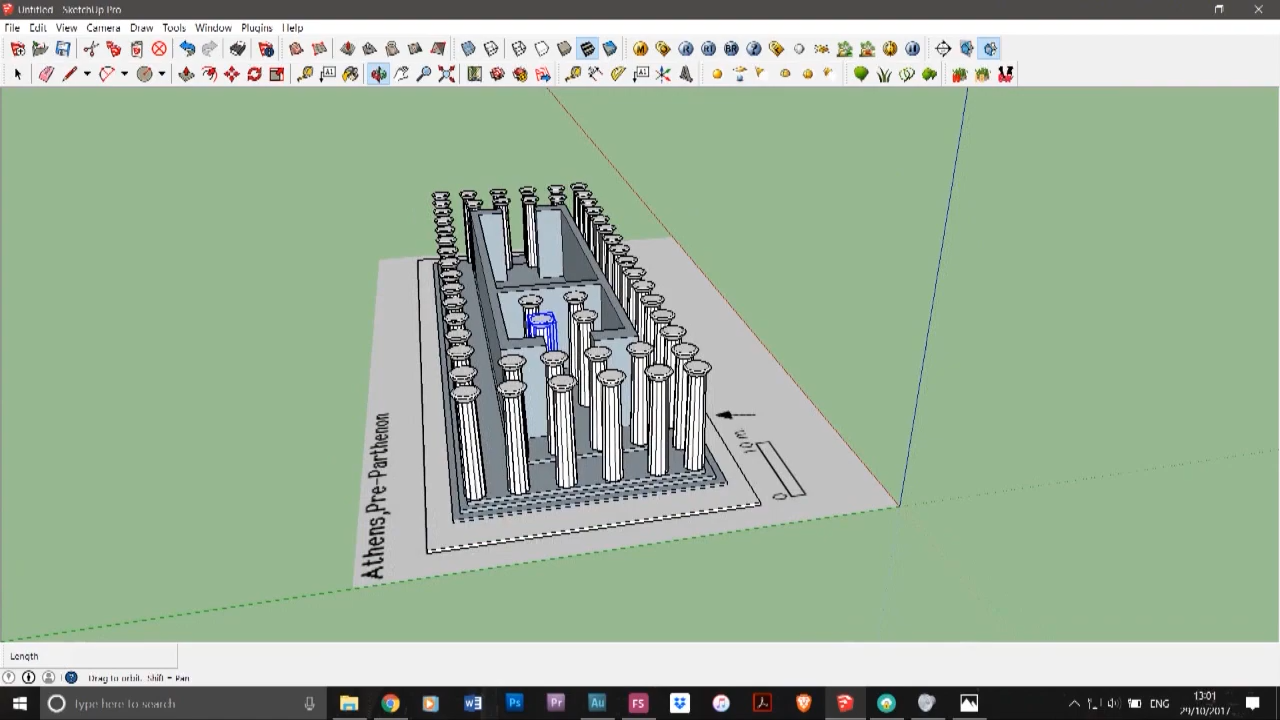 Untitled - SketchUp Pro
File Edit View Camera Draw Tools Window Plugins Help
Athens,Pre-Parthenon
Length
Drag to orbit. Shift = Pan
Type here to search
ENG
13:01
29/10/2017